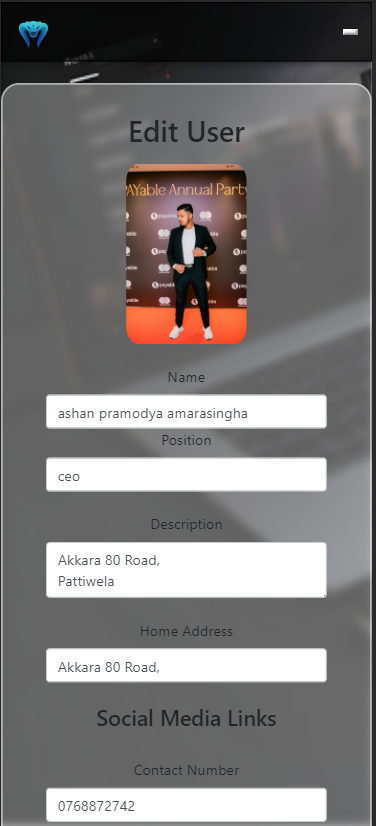 Edit User
PAYable Annual Party
payable
Name
ashan pramodya amarasingha
Position
ceo
Description
Akkara 80 Road,
Pattiwela
Home Address
Akkara 80 Road,
Social Media Links
Contact Number
0768872742